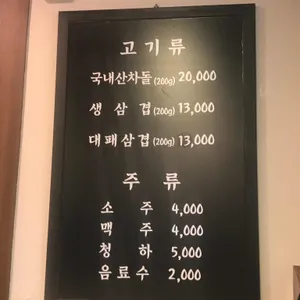 고기류
국내산차돌(200g) 20,000
생삼겹(200g) 13,000
대패삼겹(200g) 13,000
주류
소주 4,000
맥주 4,000
청하 5,000
음료수 2,000